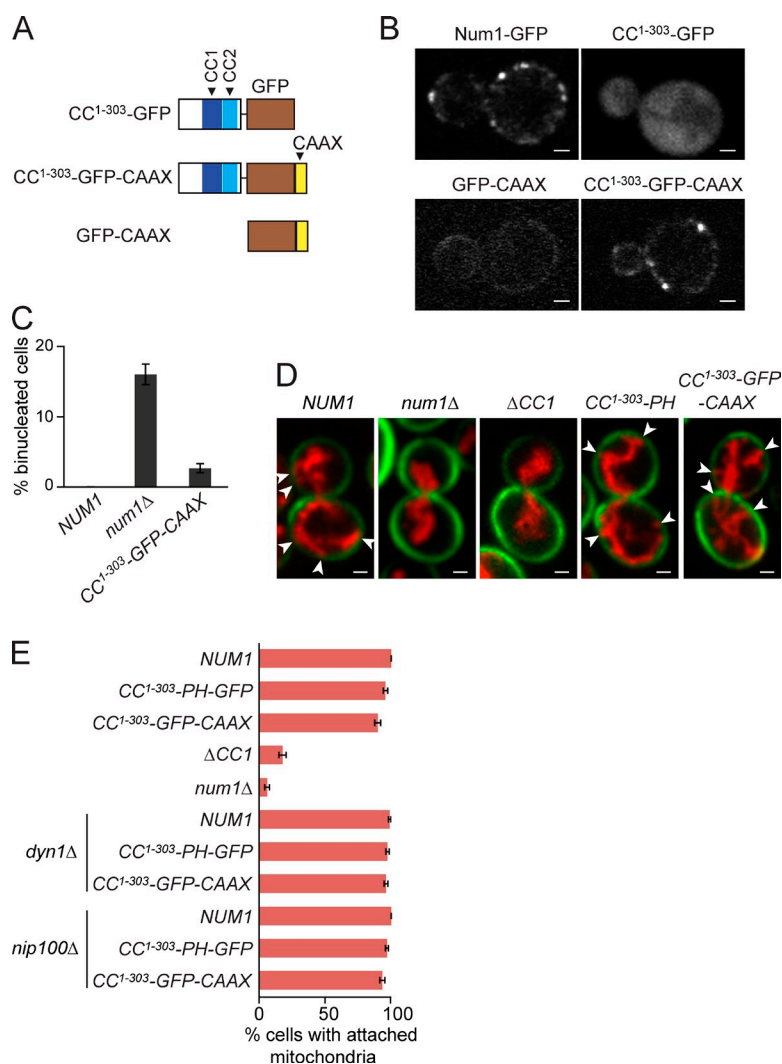 A
CC1
CC2
GFP
CC¹⁻³⁰³-GFP
CAAX
CC¹⁻³⁰³-GFP-CAAX
GFP-CAAX
B
Num1-GFP
CC¹⁻³⁰³-GFP
GFP-CAAX
CC¹⁻³⁰³-GFP-CAAX
C
% binucleated cells
20
10
0
NUM1
num1Δ
CC¹⁻³⁰³-GFP-CAAX
D
NUM1
num1Δ
ΔCC1
CC¹⁻³⁰³-PH
CC¹⁻³⁰³-GFP
-CAAX
E
NUM1
CC¹⁻³⁰³-PH-GFP
CC¹⁻³⁰³-GFP-CAAX
ΔCC1
num1Δ
dyn1Δ
NUM1
CC¹⁻³⁰³-PH-GFP
CC¹⁻³⁰³-GFP-CAAX
nip100Δ
NUM1
CC¹⁻³⁰³-PH-GFP
CC¹⁻³⁰³-GFP-CAAX
0
50
100
% cells with attached
mitochondria